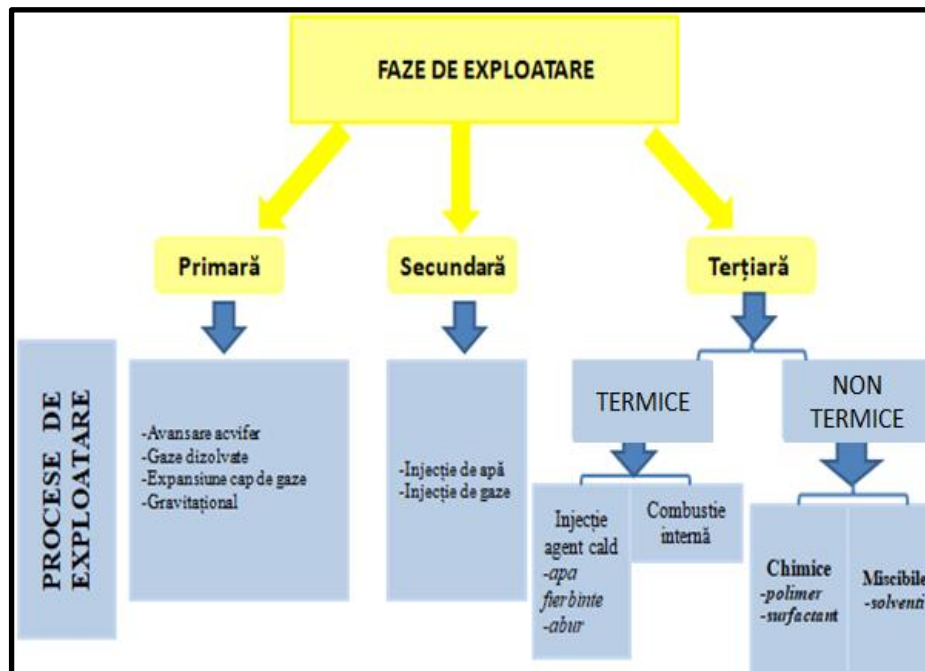 FAZE DE EXPLOATARE
Primară
Secundară
Terțiară
PROCESE DE
EXPLOATARE
-Avansare acvifer
-Gaze dizolvate
-Expansiune cap de gaze
-Gravitațional
-Injecție de apă
-Injecție de gaze
TERMICE
NON
TERMICE
Injecție
agent cald
-apa
fierbinte
-abur
Combustie
internă
Chimice
-polimer
-surfactant
Miscibile
-solventi